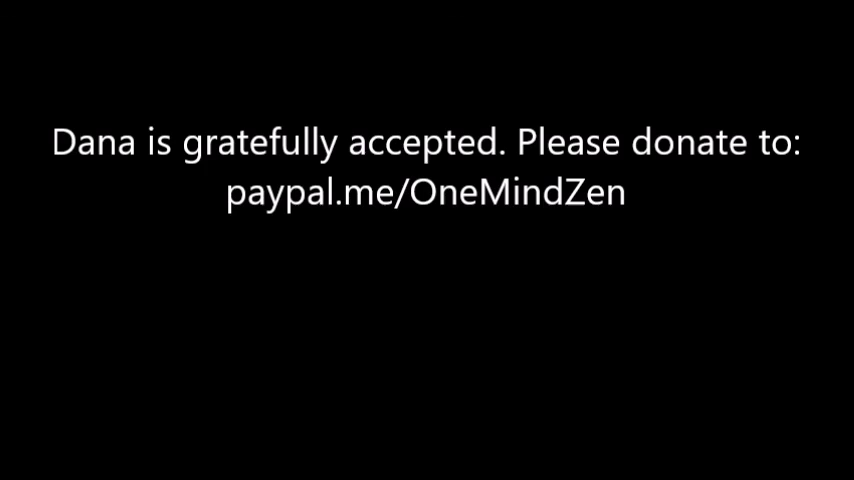 Dana is gratefully accepted. Please donate to:
paypal.me/OneMindZen